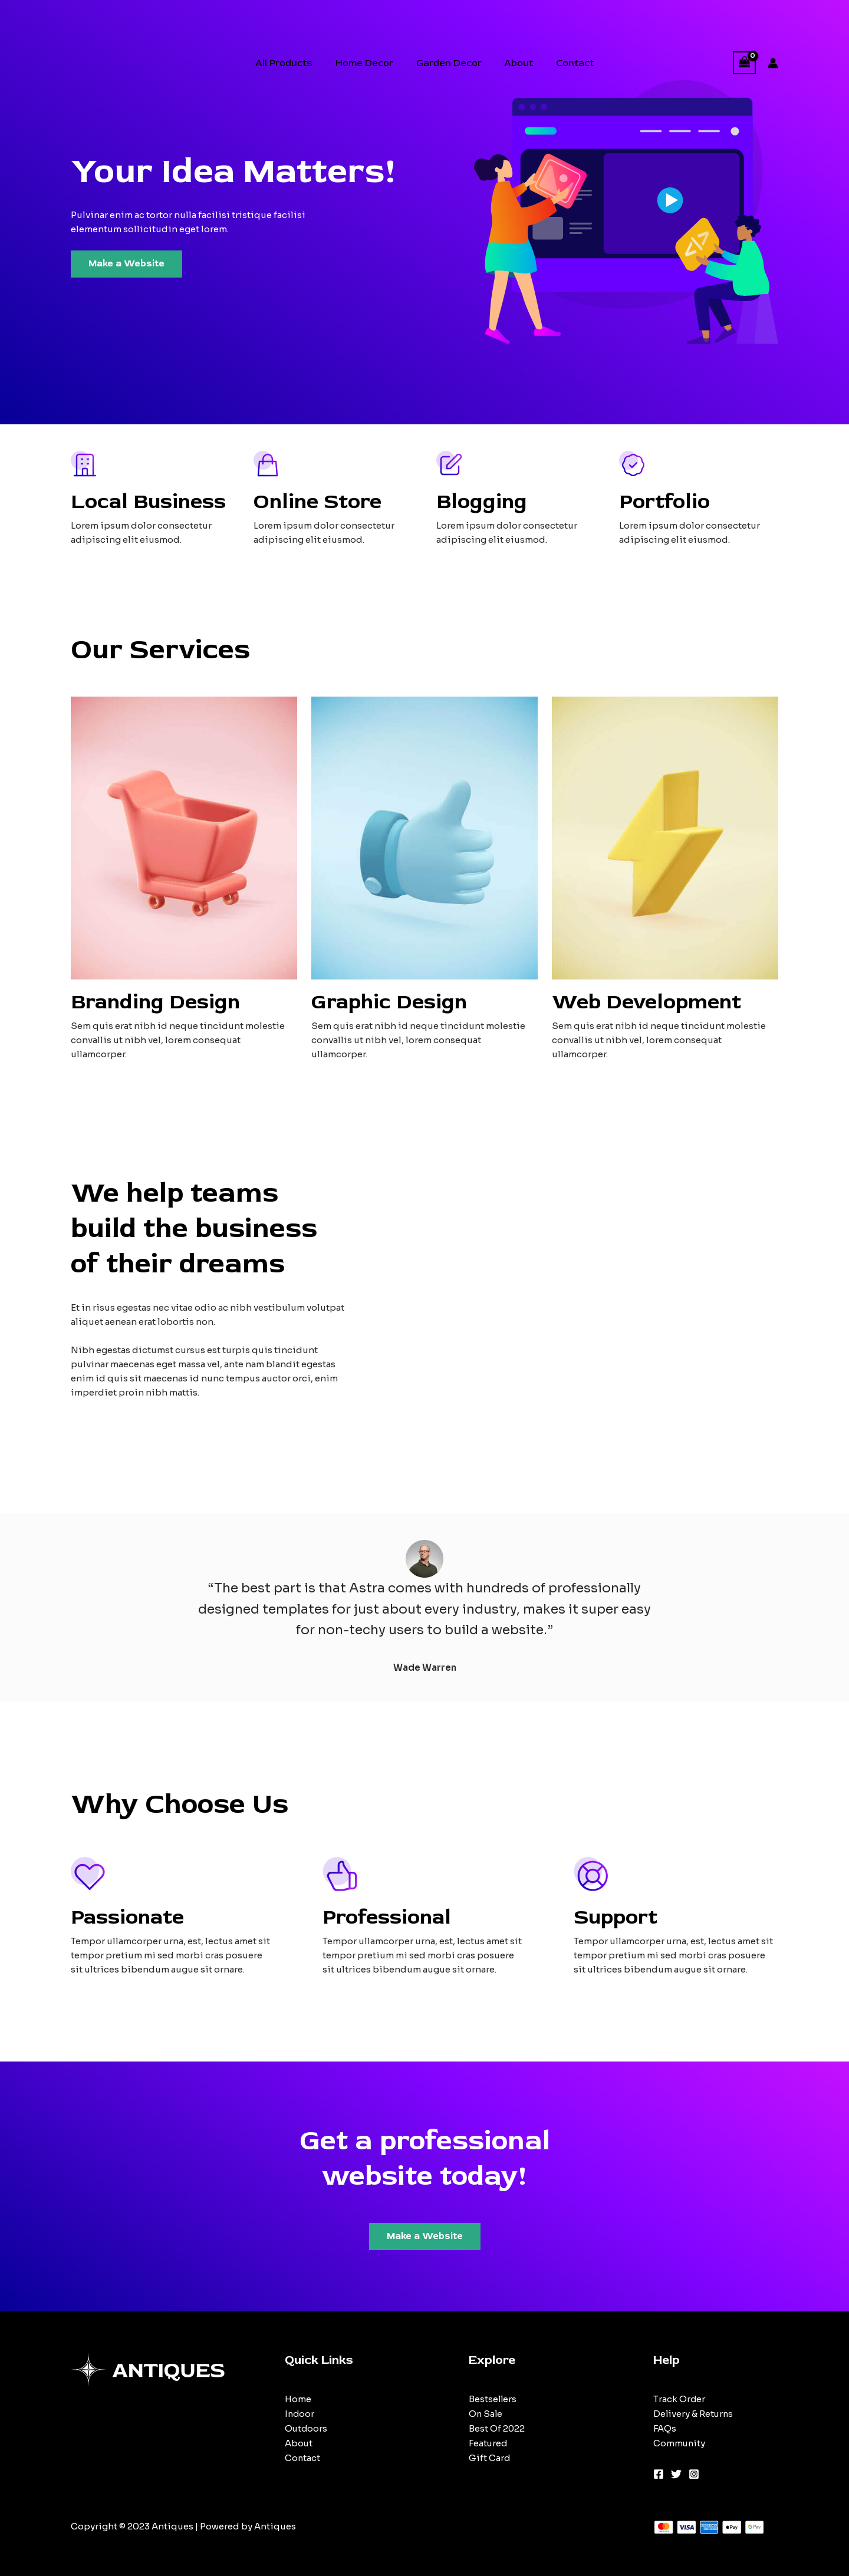 All Products Home Decor Garden Decor About Contact 0
Your Idea Matters!
Pulvinar enim ac tortor nulla facilisi tristique facilisi
elementum sollicitudin eget lorem.
Make a Website
Local Business
Lorem ipsum dolor consectetur
adipiscing elit eiusmod.
Online Store
Lorem ipsum dolor consectetur
adipiscing elit eiusmod.
Blogging
Lorem ipsum dolor consectetur
adipiscing elit eiusmod.
Portfolio
Lorem ipsum dolor consectetur
adipiscing elit eiusmod.
Our Services
Branding Design
Sem quis erat nibh id neque tincidunt molestie
convallis ut nibh vel, lorem consequat
ullamcorper.
Graphic Design
Sem quis erat nibh id neque tincidunt molestie
convallis ut nibh vel, lorem consequat
ullamcorper.
Web Development
Sem quis erat nibh id neque tincidunt molestie
convallis ut nibh vel, lorem consequat
ullamcorper.
We help teams
build the business
of their dreams
Et in risus egestas nec vitae odio ac nibh vestibulum volutpat
aliquet aenean erat lobortis non.
Nibh egestas dictumst cursus est turpis quis tincidunt
pulvinar maecenas eget massa vel, ante nam blandit egestas
enim id quis sit maecenas id nunc tempus auctor orci, enim
imperdiet proin nibh mattis.
“The best part is that Astra comes with hundreds of professionally
designed templates for just about every industry, makes it super easy
for non-techy users to build a website.”
Wade Warren
Why Choose Us
Passionate
Tempor ullamcorper urna, est, lectus amet sit
tempor pretium mi sed morbi cras posuere
sit ultrices bibendum augue sit ornare.
Professional
Tempor ullamcorper urna, est, lectus amet sit
tempor pretium mi sed morbi cras posuere
sit ultrices bibendum augue sit ornare.
Support
Tempor ullamcorper urna, est, lectus amet sit
tempor pretium mi sed morbi cras posuere
sit ultrices bibendum augue sit ornare.
Get a professional
website today!
Make a Website
ANTIQUES
Quick Links
Home
Indoor
Outdoors
About
Contact
Explore
Bestsellers
On Sale
Best Of 2022
Featured
Gift Card
Help
Track Order
Delivery & Returns
FAQs
Community
Copyright © 2023 Antiques | Powered by Antiques
VISA Pay Pay